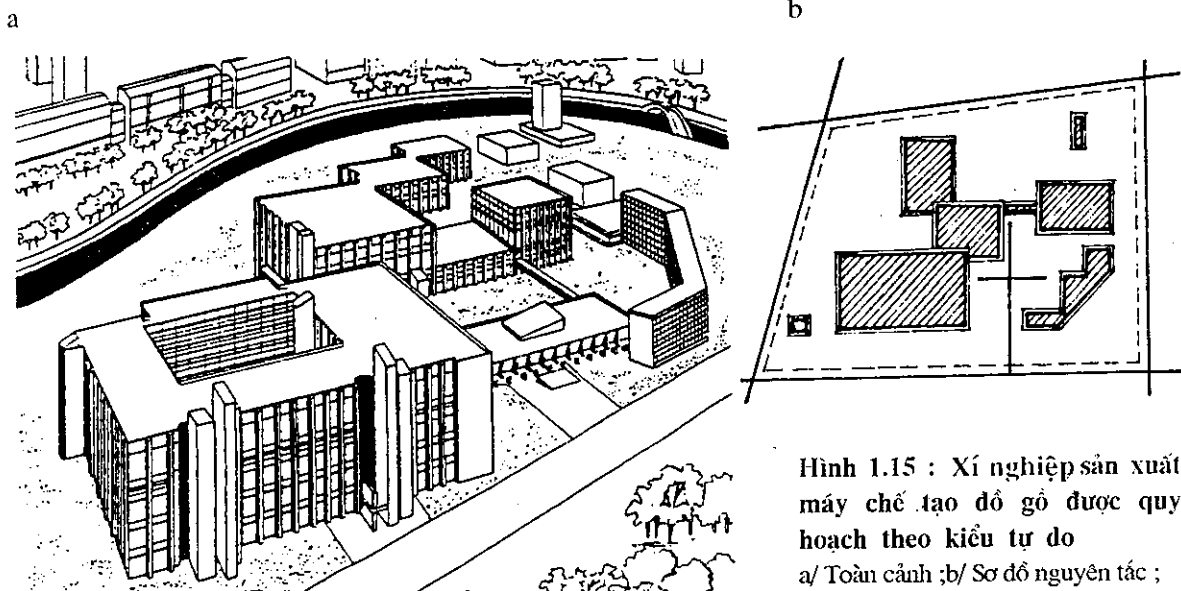 a
b
Hình 1.15 : Xí nghiệp sản xuất
máy chế tạo đồ gỗ được quy
hoạch theo kiểu tự do
a/ Toàn cảnh ;b/ Sơ đồ nguyên tắc ;